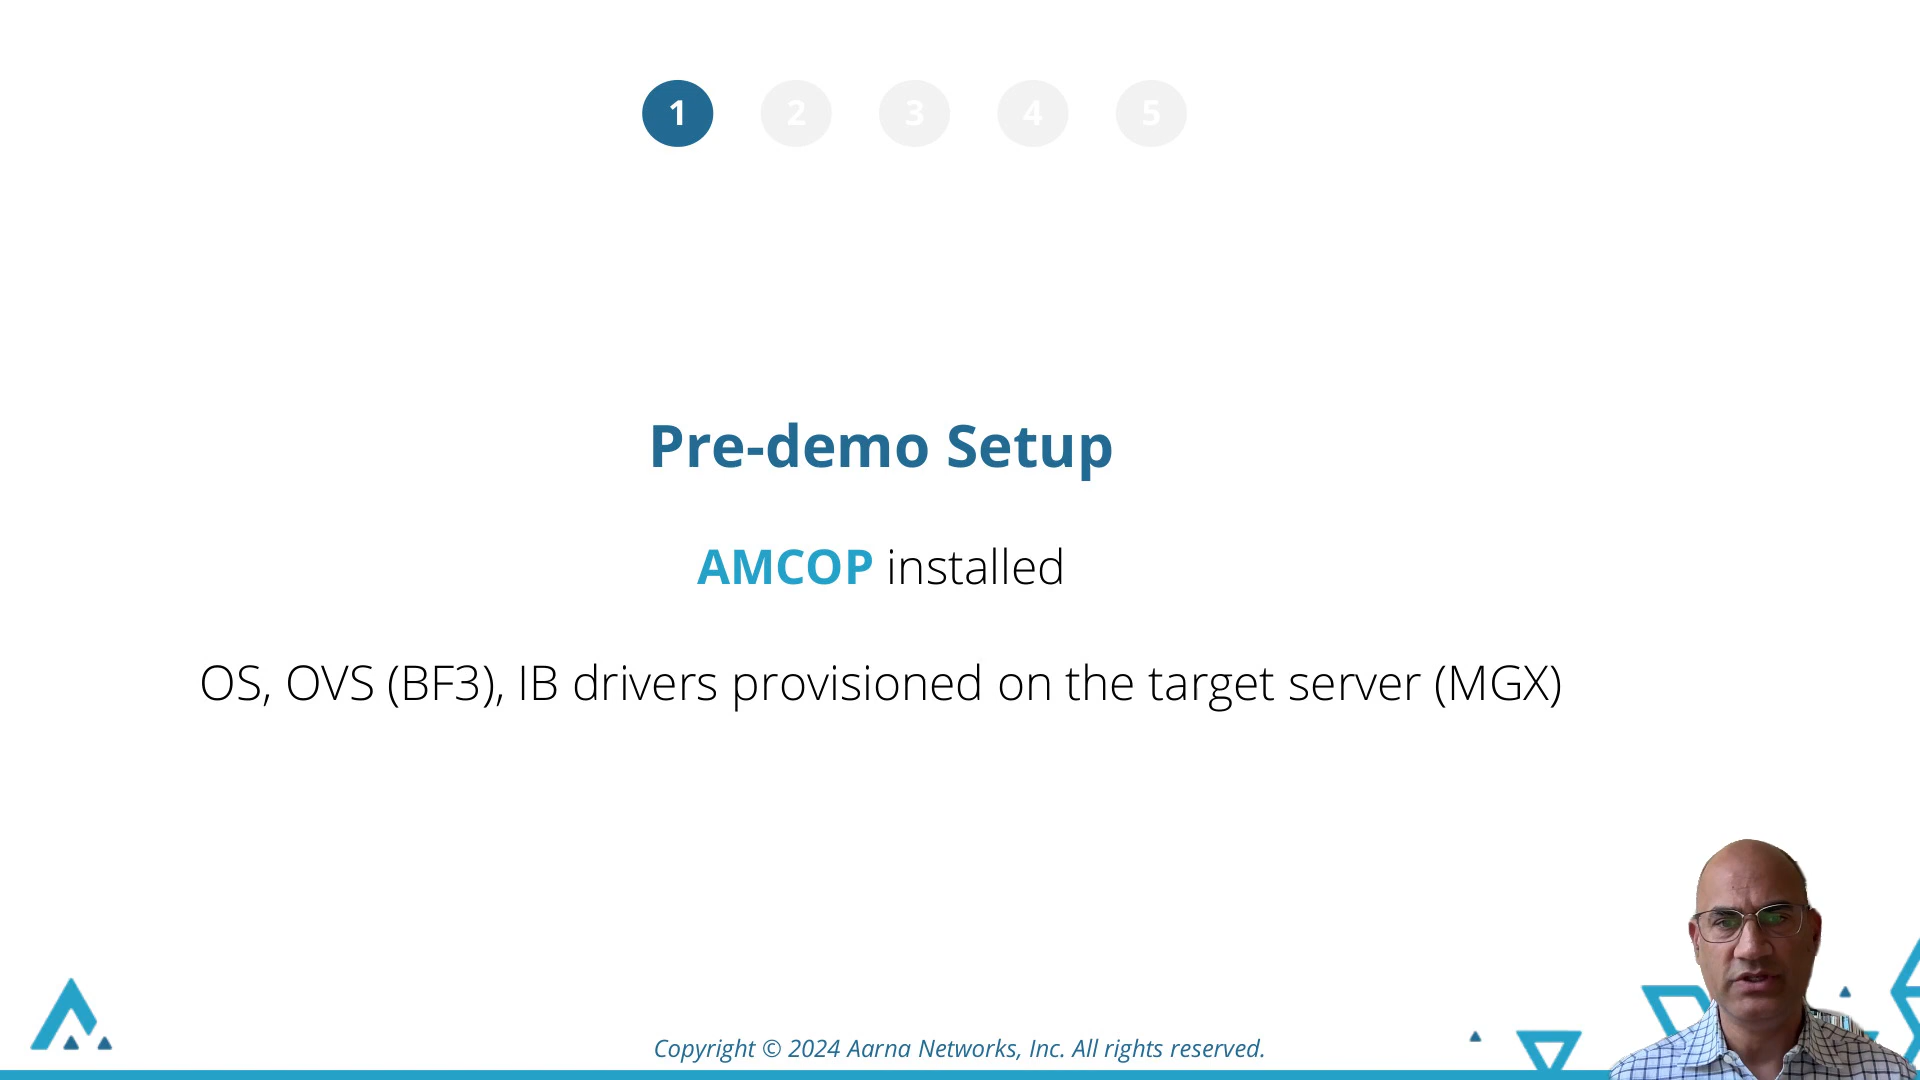 1 2 3 4 5
Pre-demo Setup
AMCOP installed
OS, OVS (BF3), IB drivers provisioned on the target server (MGX)
Copyright © 2024 Aarna Networks, Inc. All rights reserved.